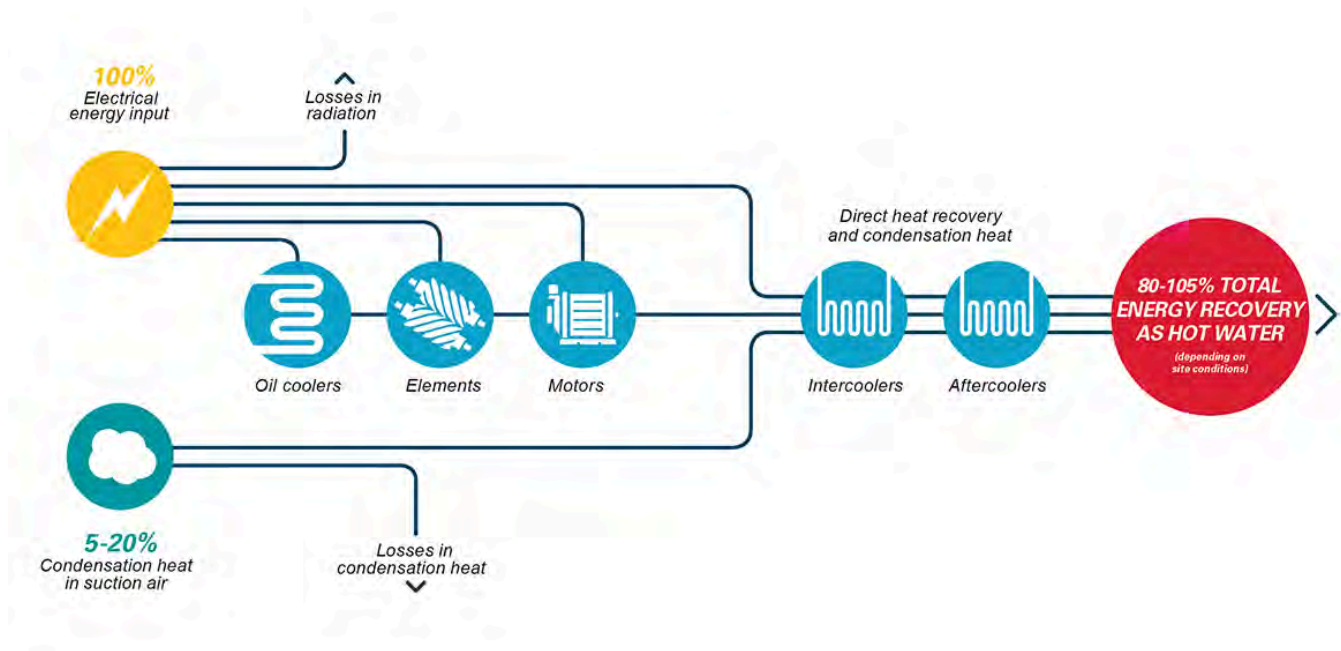 100%
Electrical
energy input
Losses in
radiation
Direct heat recovery
and condensation heat
80-105% TOTAL
ENERGY RECOVERY
AS HOT WATER
(depending on
site conditions)
Oil coolers
Elements
Motors
Intercoolers
Aftercoolers
5-20%
Condensation heat
in suction air
Losses in
condensation heat